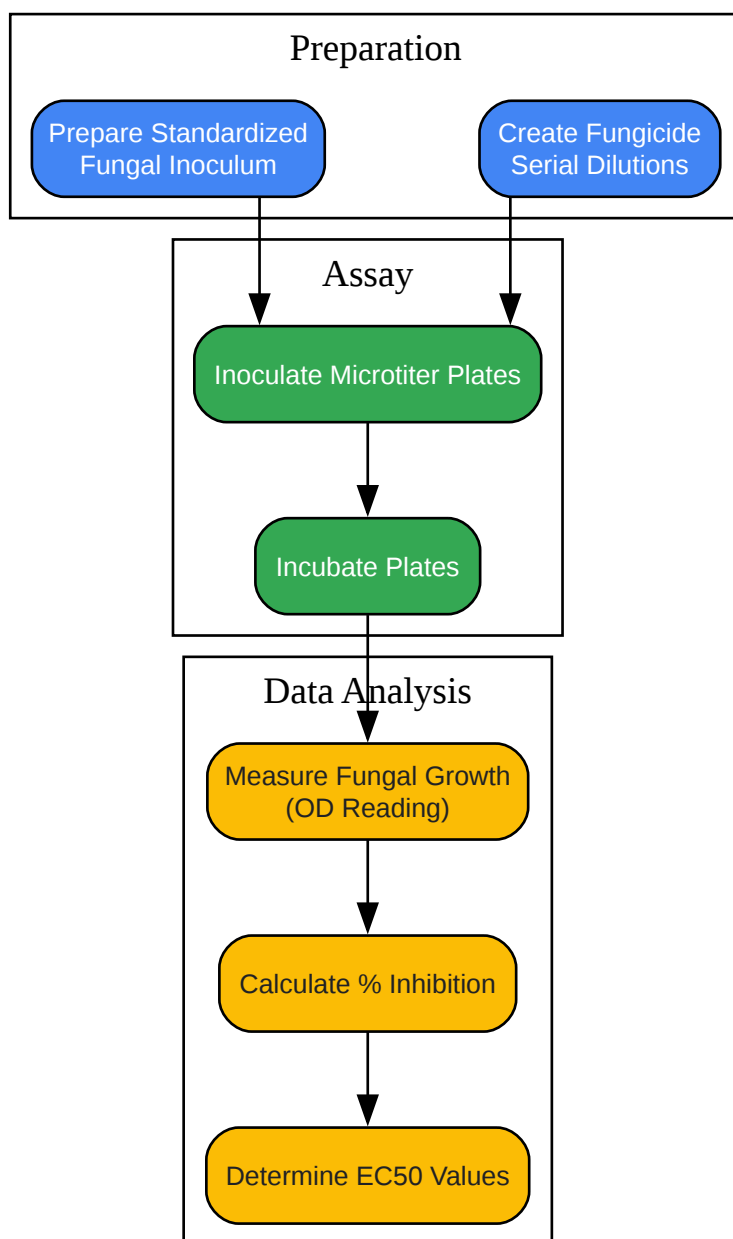 Preparation
Prepare Standardized
Fungal Inoculum
Create Fungicide
Serial Dilutions
Assay
Inoculate Microtiter Plates
Incubate Plates
Data Analysis
Measure Fungal Growth
(OD Reading)
Calculate % Inhibition
Determine EC50 Values